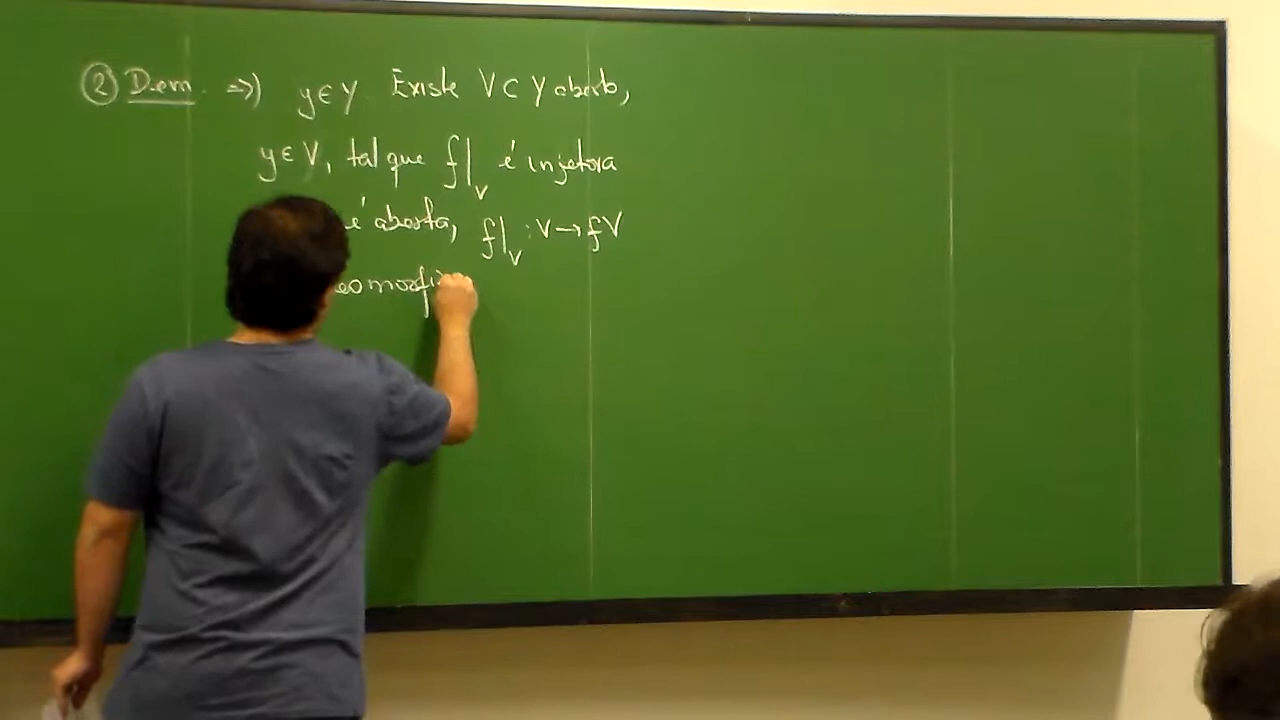 ② Dem. ⇒) y ∈ Y Existe V ⊂ Y aberto,
y ∈ V, tal que f|_V é injetora
é aberta, f|_V : V → fV
eomorfi